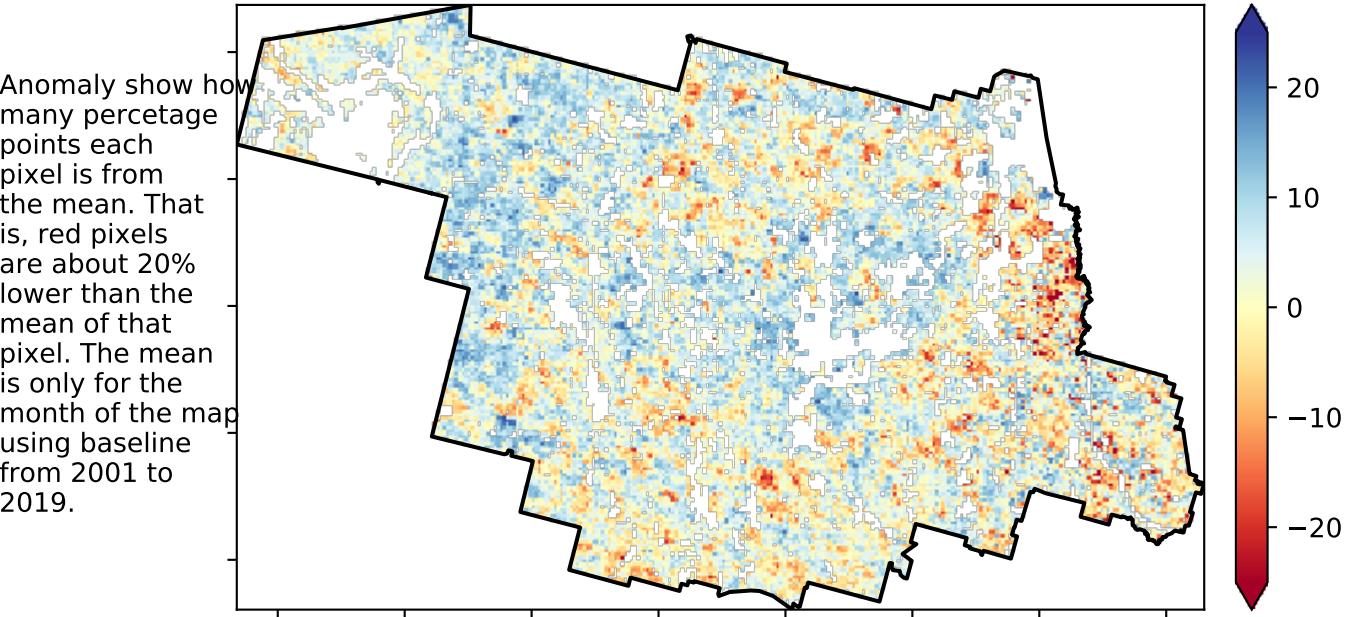 Anomaly show how
many percetage
points each
pixel is from
the mean. That
is, red pixels
are about 20%
lower than the
mean of that
pixel. The mean
is only for the
month of the map
using baseline
from 2001 to
2019.
20
10
0
−10
−20